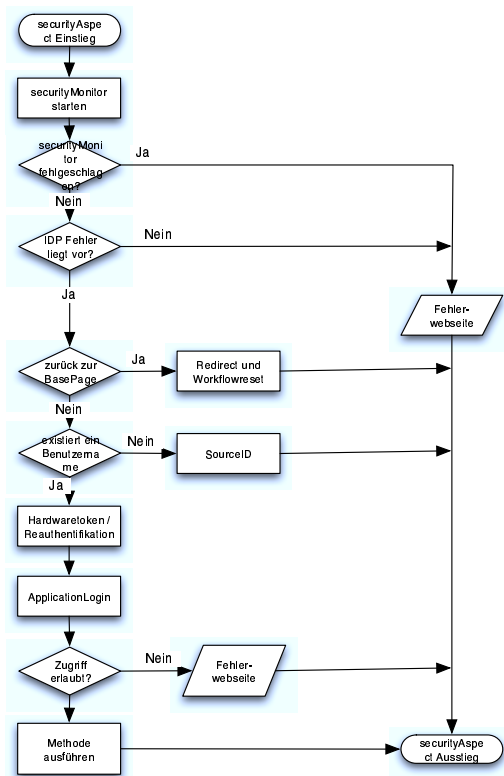 securityAspe
ct Einstieg
securityMonitor
starten
securityMoni
tor
fehlgeschlag
en?
Ja
Nein
IDP Fehler
liegt vor?
Nein
Ja
Fehler-
webseite
zurück zur
BasePage
Ja
Redirect und
Workflowreset
Nein
existiert ein
Benutzerna
me
Nein
SourceID
Ja
Hardwaretoken /
Reauthentifikation
ApplicationLogin
Zugriff
erlaubt?
Nein
Fehler-
webseite
Methode
ausführen
securityAspe
ct Ausstieg